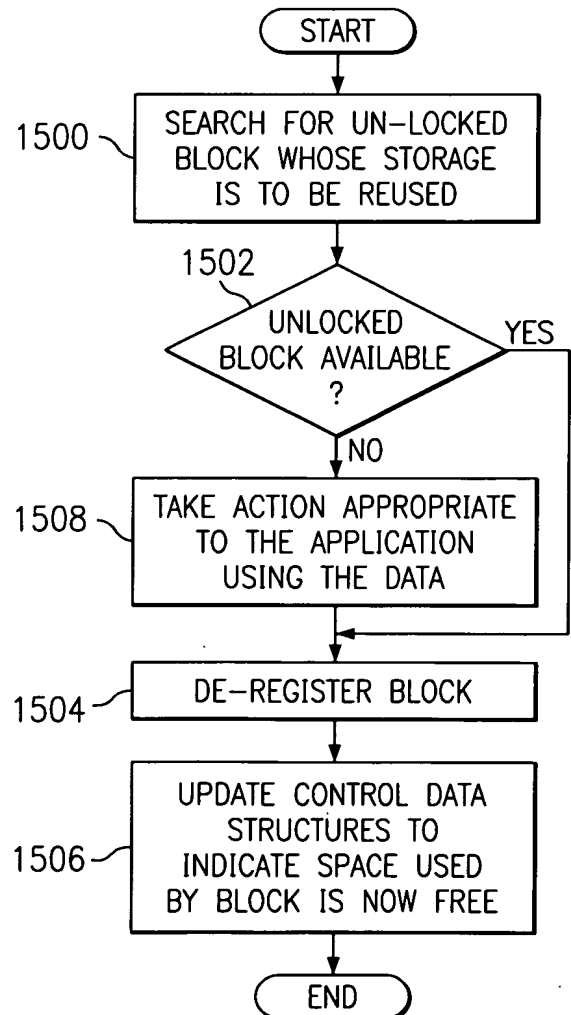 START
1500
SEARCH FOR UN-LOCKED
BLOCK WHOSE STORAGE
IS TO BE REUSED
1502
UNLOCKED
BLOCK AVAILABLE
?
YES
NO
1508
TAKE ACTION APPROPRIATE
TO THE APPLICATION
USING THE DATA
1504
DE-REGISTER BLOCK
1506
UPDATE CONTROL DATA
STRUCTURES TO
INDICATE SPACE USED
BY BLOCK IS NOW FREE
END